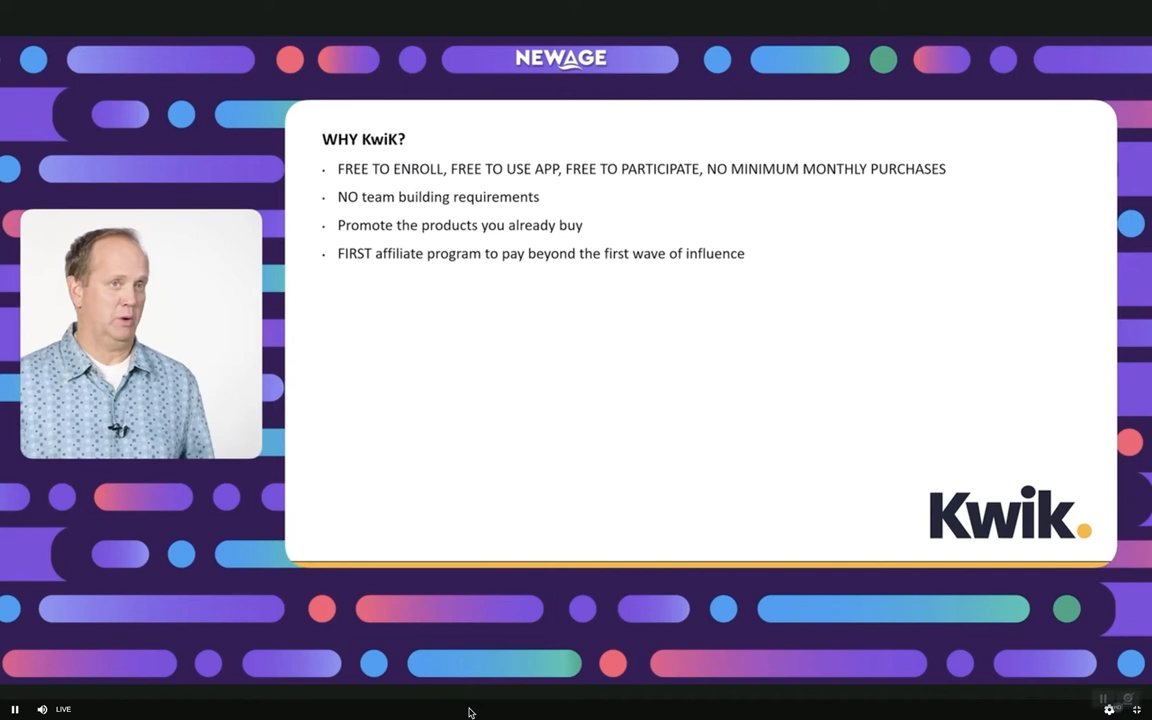 NEWAGE
WHY KwiK?
· FREE TO ENROLL, FREE TO USE APP, FREE TO PARTICIPATE, NO MINIMUM MONTHLY PURCHASES
· NO team building requirements
· Promote the products you already buy
· FIRST affiliate program to pay beyond the first wave of influence
Kwik.
LIVE